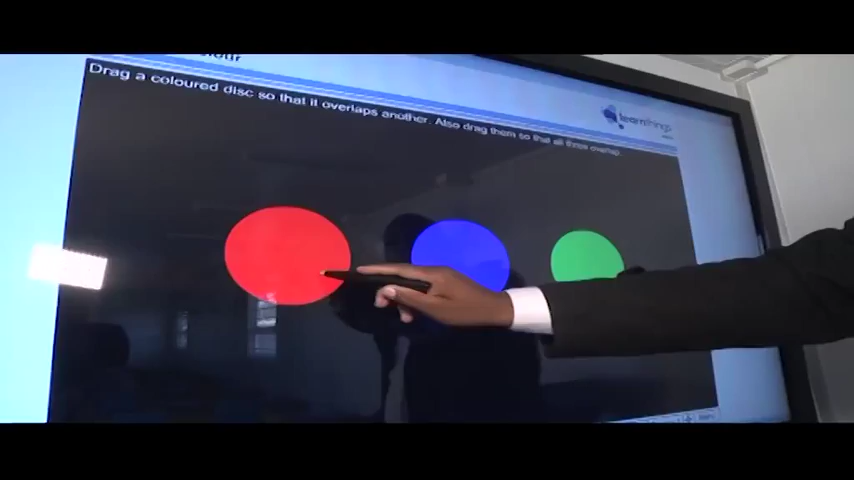 Drag a coloured disc so that it overlaps another. Also drag them so that all three overlap.
learnthings